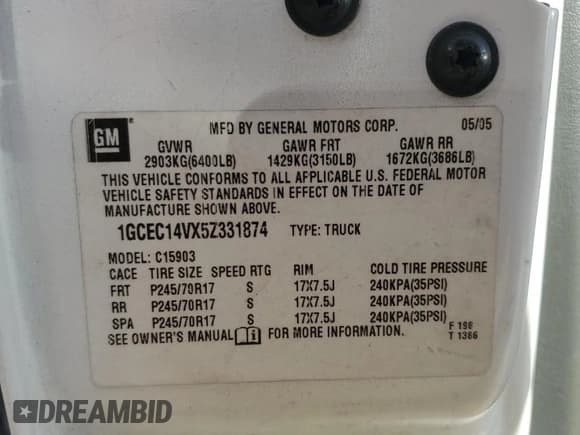 GM
MFD BY GENERAL MOTORS CORP. 05/05
GVWR GAWR FRT GAWR RR
2903KG(6400LB) 1429KG(3150LB) 1672KG(3686LB)
THIS VEHICLE CONFORMS TO ALL APPLICABLE U.S. FEDERAL MOTOR
VEHICLE SAFETY STANDARDS IN EFFECT ON THE DATE OF
MANUFACTURE SHOWN ABOVE.
1GCEC14VX5Z331874 TYPE: TRUCK
MODEL: C15903
CACE TIRE SIZE SPEED RTG RIM COLD TIRE PRESSURE
FRT P245/70R17 S 17X7.5J 240KPA(35PSI)
RR P245/70R17 S 17X7.5J 240KPA(35PSI)
SPA P245/70R17 S 17X7.5J 240KPA(35PSI)
SEE OWNER'S MANUAL FOR MORE INFORMATION. F 198
T 1386
DREAMBID